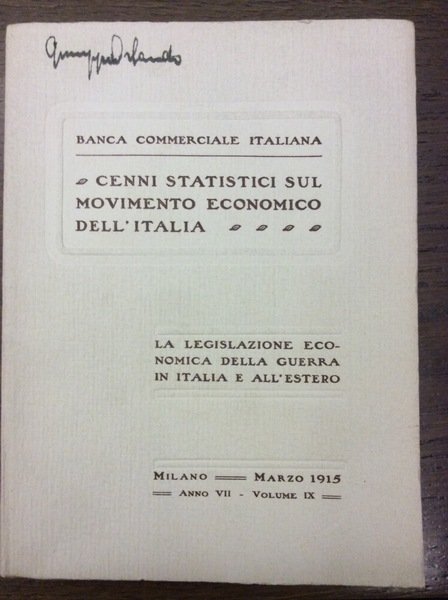 BANCA COMMERCIALE ITALIANA
CENNI STATISTICI SUL
MOVIMENTO ECONOMICO
DELL'ITALIA
LA LEGISLAZIONE ECO-
NOMICA DELLA GUERRA
IN ITALIA E ALL'ESTERO
MILANO MARZO 1915
ANNO VII - VOLUME IX